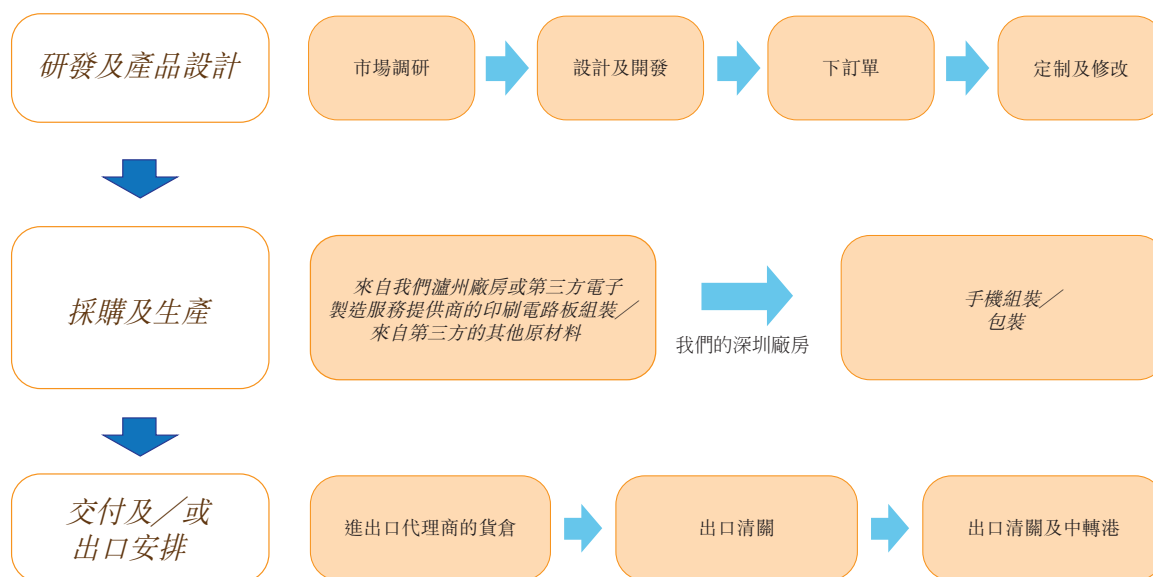 研發及產品設計
市場調研
設計及開發
下訂單
定制及修改
採購及生產
來自我們瀘州廠房或第三方電子
製造服務提供商的印刷電路板組裝／
來自第三方的其他原材料
我們的深圳廠房
手機組裝／
包裝
交付及／或
出口安排
進出口代理商的貨倉
出口清關
出口清關及中轉港